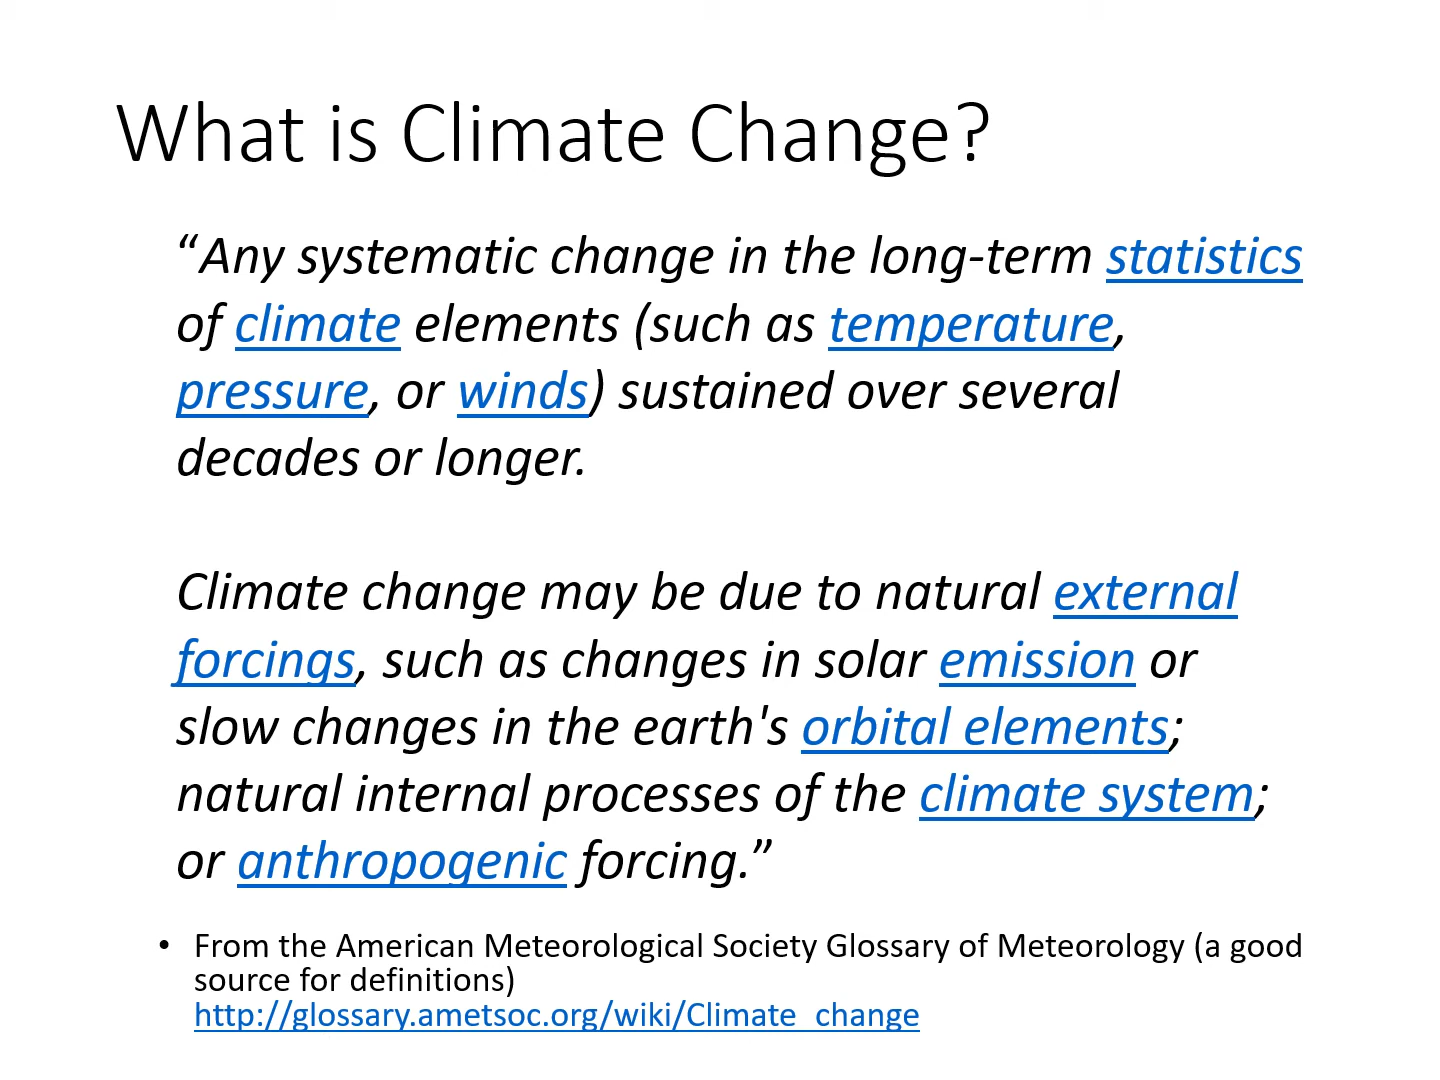 What is Climate Change?
“Any systematic change in the long-term statistics
of climate elements (such as temperature,
pressure, or winds) sustained over several
decades or longer.
Climate change may be due to natural external
forcings, such as changes in solar emission or
slow changes in the earth's orbital elements;
natural internal processes of the climate system;
or anthropogenic forcing.”
• From the American Meteorological Society Glossary of Meteorology (a good
source for definitions)
http://glossary.ametsoc.org/wiki/Climate_change